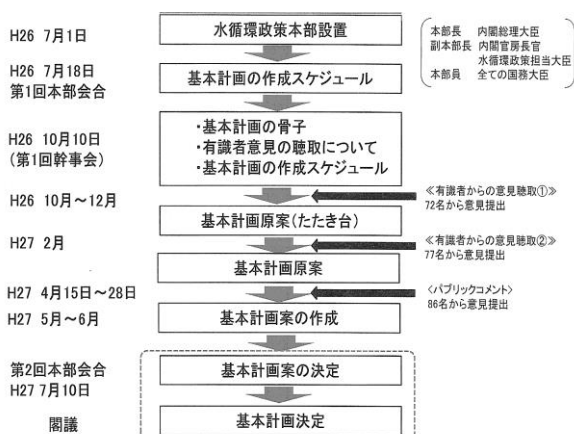 H26 7月1日
水循環政策本部設置
本部長 内閣総理大臣
副本部長 内閣官房長官
水循環政策担当大臣
本部員 全ての国務大臣
H26 7月18日
第1回本部会合
基本計画の作成スケジュール
H26 10月10日
(第1回幹事会)
・基本計画の骨子
・有識者意見の聴取について
・基本計画の作成スケジュール
H26 10月～12月
≪有識者からの意見聴取①≫
72名から意見提出
基本計画原案(たたき台)
H27 2月
≪有識者からの意見聴取②≫
77名から意見提出
基本計画原案
H27 4月15日～28日
〈パブリックコメント〉
86名から意見提出
H27 5月～6月
基本計画案の作成
第2回本部会合
H27 7月10日
基本計画案の決定
閣議
基本計画決定